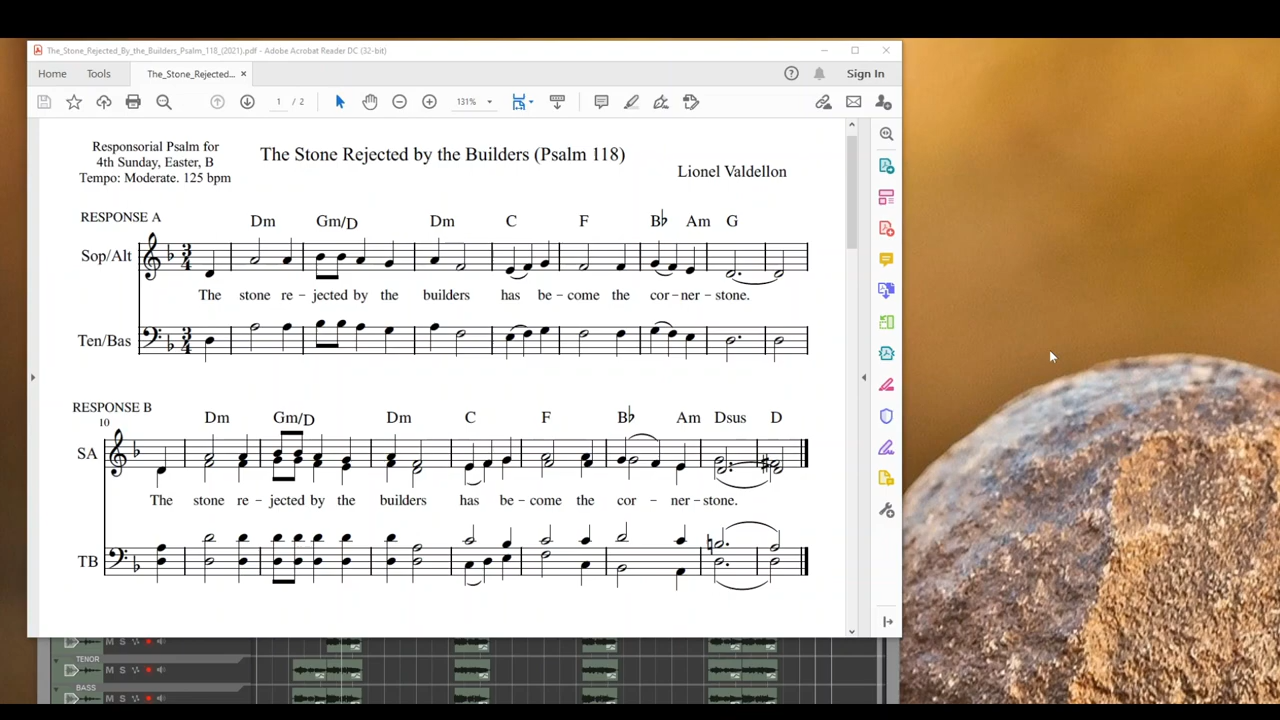 The_Stone_Rejected_By_the_Builders_Psalm_118_(2021).pdf - Adobe Acrobat Reader DC (32-bit)
Home Tools The_Stone_Rejected... × Sign In
1 / 2 131%
Responsorial Psalm for
4th Sunday, Easter, B
Tempo: Moderate. 125 bpm
The Stone Rejected by the Builders (Psalm 118)
Lionel Valdellon
RESPONSE A
Dm Gm/D Dm C F B♭ Am G
Sop/Alt
3/4
The stone re - jected by the builders has be - come the cor - ner - stone.
Ten/Bas
3/4
RESPONSE B
10
Dm Gm/D Dm C F B♭ Am Dsus D
SA
The stone re - jected by the builders has be - come the cor - ner - stone.
TB
M S
TENOR
M S
BASS
M S